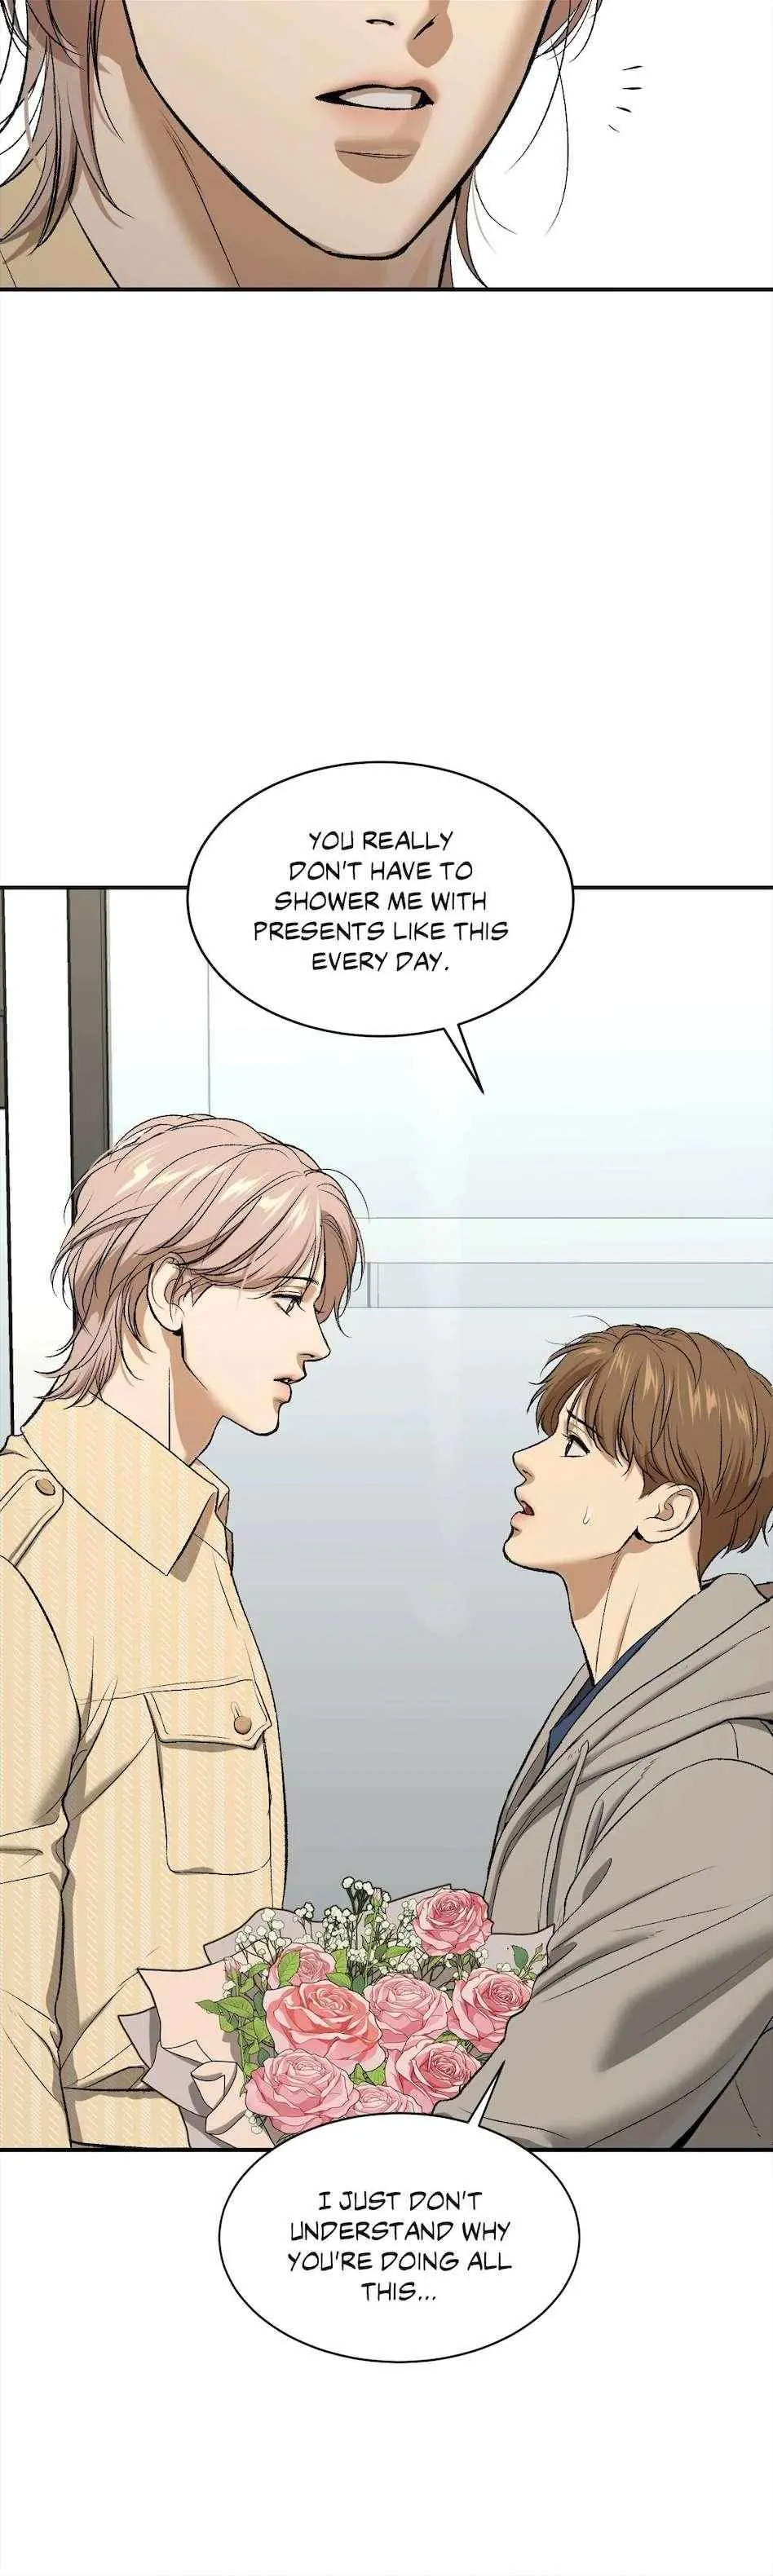 YOU REALLY
DON'T HAVE TO
SHOWER ME WITH
PRESENTS LIKE THIS
EVERY DAY.
I JUST DON'T
UNDERSTAND WHY
YOU'RE DOING ALL
THIS...